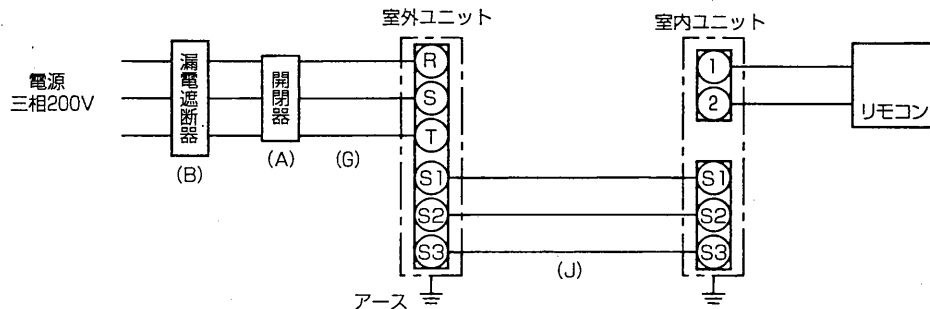 室外ユニット
室内ユニット
電源
三相200V
漏電遮断器
(B)
開閉器
(A)
(G)
R
S
T
S1
S2
S3
アース
(J)
1
2
S1
S2
S3
リモコン